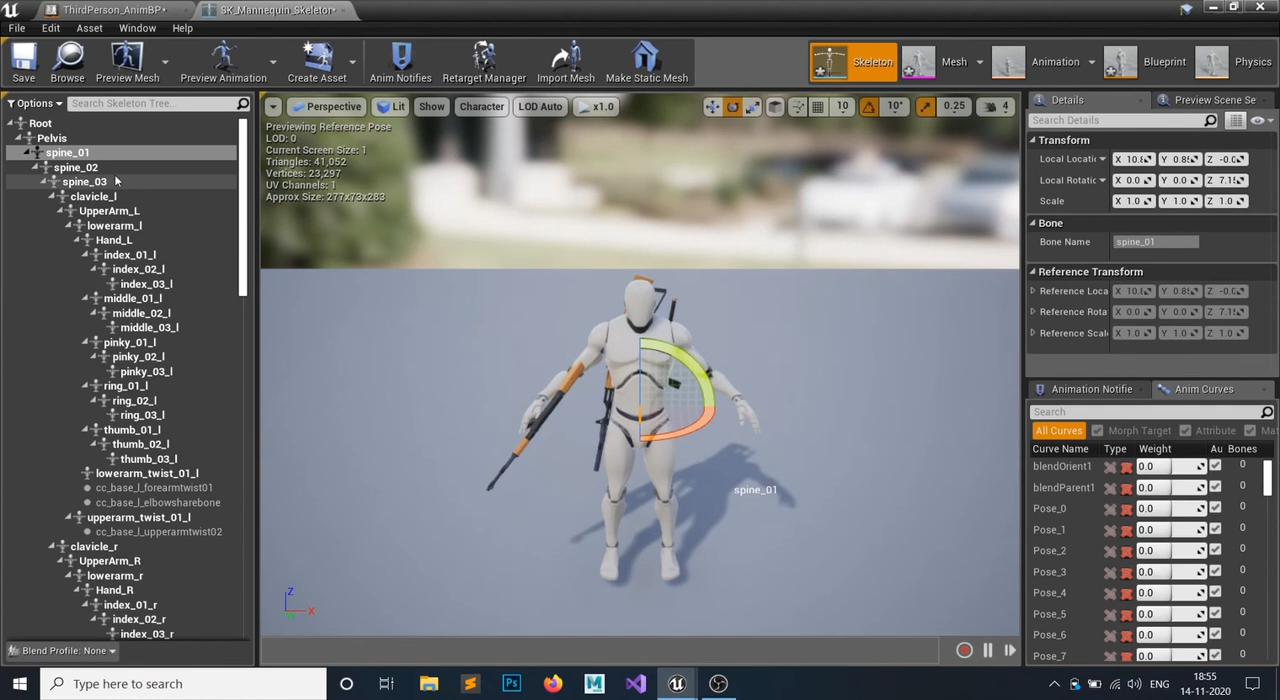 ThirdPerson_AnimBP*
SK_Mannequin_Skeletor*
File Edit Asset Window Help
Save Browse Preview Mesh Preview Animation Create Asset Anim Notifies Retarget Manager Import Mesh Make Static Mesh
Skeleton Mesh Animation Blueprint Physics
Options Search Skeleton Tree...
Root
Pelvis
spine_01
spine_02
spine_03
clavicle_l
UpperArm_L
lowerarm_l
Hand_L
index_01_l
index_02_l
index_03_l
middle_01_l
middle_02_l
middle_03_l
pinky_01_l
pinky_02_l
pinky_03_l
ring_01_l
ring_02_l
ring_03_l
thumb_01_l
thumb_02_l
thumb_03_l
lowerarm_twist_01_l
cc_base_l_forearmtwist01
cc_base_l_elbowsharebone
upperarm_twist_01_l
cc_base_l_upperarmtwist02
clavicle_r
UpperArm_R
lowerarm_r
Hand_R
index_01_r
index_02_r
index_03_r
Blend Profile: None
Perspective Lit Show Character LOD Auto x1.0 10 10° 0.25 4
Previewing Reference Pose
LOD: 0
Current Screen Size: 1
Triangles: 41,052
Vertices: 23,297
UV Channels: 1
Approx Size: 277x73x283
spine_01
Z
X
Details Preview Scene Se
Search Details
Transform
Local Locati X 10.8 Y 0.85 Z -0.0
Local Rotatic X 0.0 Y 0.0 Z 7.15
Scale X 1.0 Y 1.0 Z 1.0
Bone
Bone Name spine_01
Reference Transform
Reference Loca X 10.8 Y 0.85 Z -0.0
Reference Rota X 0.0 Y 0.0 Z 7.15
Reference Scale X 1.0 Y 1.0 Z 1.0
Animation Notifie Anim Curves
Search
All Curves Morph Target Attribute Mat
Curve Name Type Weight Au Bones
blendOrient1 0.0 0
blendParent1 0.0 0
Pose_0 0.0 0
Pose_1 0.0 0
Pose_2 0.0 0
Pose_3 0.0 0
Pose_4 0.0 0
Pose_5 0.0 0
Pose_6 0.0 0
Pose_7 0.0 0
Type here to search
Ps
M
ENG
18:55
14-11-2020